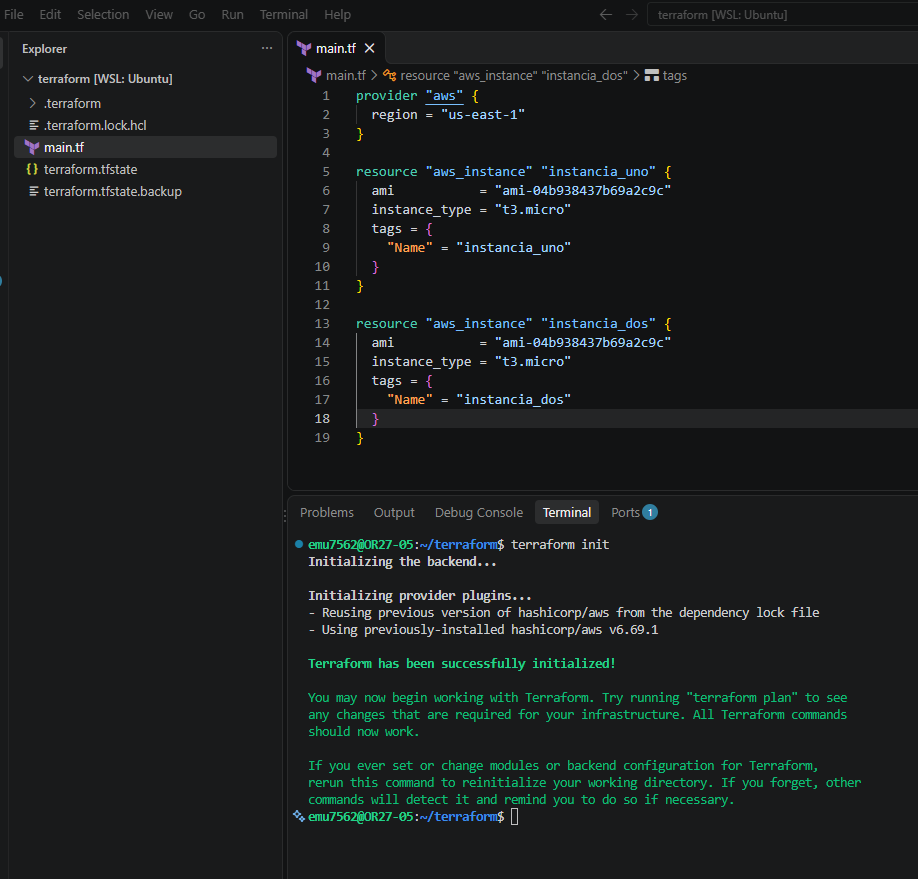 File Edit Selection View Go Run Terminal Help
terraform [WSL: Ubuntu]
Explorer
terraform [WSL: Ubuntu]
.terraform
.terraform.lock.hcl
main.tf
terraform.tfstate
terraform.tfstate.backup
main.tf
main.tf > resource "aws_instance" "instancia_dos" > tags
1 provider "aws" {
2   region = "us-east-1"
3 }
4
5 resource "aws_instance" "instancia_uno" {
6   ami           = "ami-04b938437b69a2c9c"
7   instance_type = "t3.micro"
8   tags = {
9     "Name" = "instancia_uno"
10   }
11 }
12
13 resource "aws_instance" "instancia_dos" {
14   ami           = "ami-04b938437b69a2c9c"
15   instance_type = "t3.micro"
16   tags = {
17     "Name" = "instancia_dos"
18   }
19 }
Problems Output Debug Console Terminal Ports 1
emu7562@OR27-05:~/terraform$ terraform init
Initializing the backend...
Initializing provider plugins...
- Reusing previous version of hashicorp/aws from the dependency lock file
- Using previously-installed hashicorp/aws v6.69.1
Terraform has been successfully initialized!
You may now begin working with Terraform. Try running "terraform plan" to see
any changes that are required for your infrastructure. All Terraform commands
should now work.
If you ever set or change modules or backend configuration for Terraform,
rerun this command to reinitialize your working directory. If you forget, other
commands will detect it and remind you to do so if necessary.
emu7562@OR27-05:~/terraform$